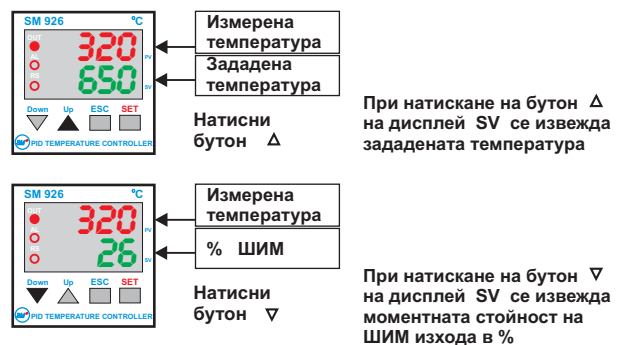 SM 926 °C
OUT
320
PV
AL
RS
650
SV
Down Up ESC SET
PID TEMPERATURE CONTROLLER
Измерена
температура
Зададена
температура
Натисни
бутон △
При натискане на бутон △
на дисплей SV се извежда
зададената температура
SM 926 °C
OUT
320
PV
AL
RS
26
SV
Down Up ESC SET
PID TEMPERATURE CONTROLLER
Измерена
температура
% ШИМ
Натисни
бутон ▽
При натискане на бутон ▽
на дисплей SV се извежда
моментната стойност на
ШИМ изхода в %